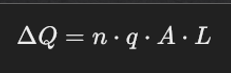 ΔQ = n · q · A · L